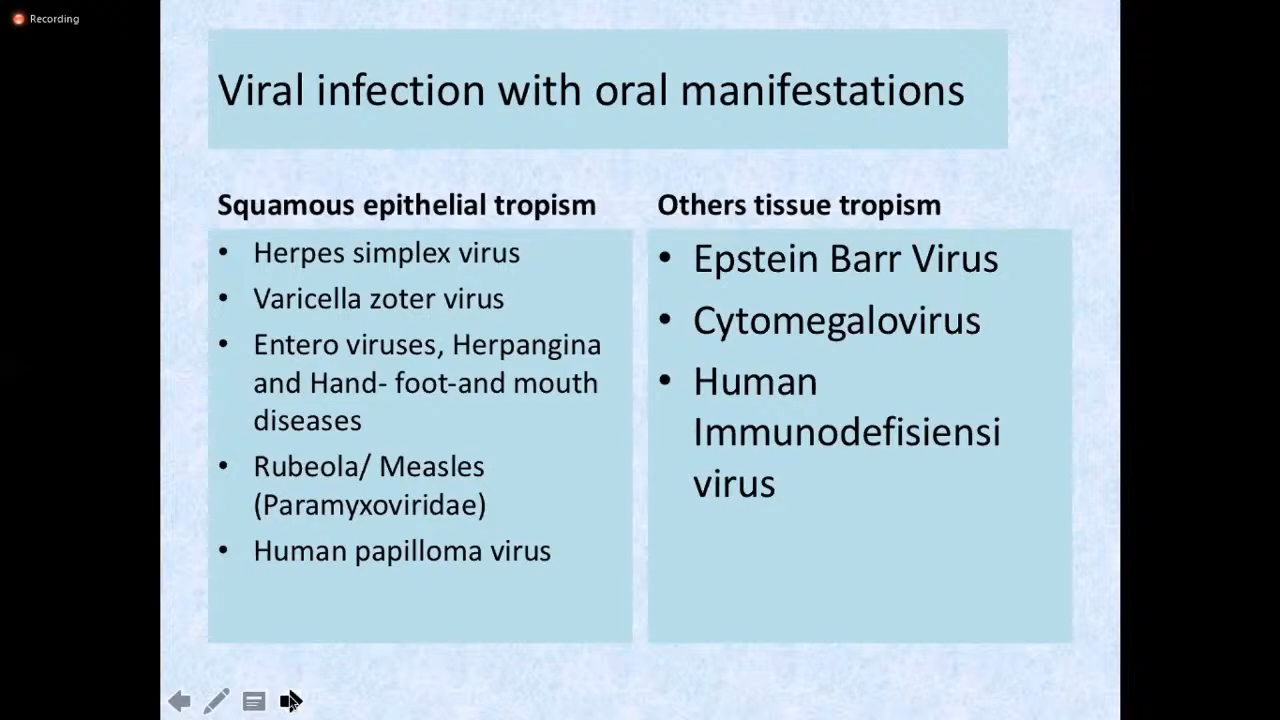 Recording
Viral infection with oral manifestations
Squamous epithelial tropism
• Herpes simplex virus
• Varicella zoter virus
• Entero viruses, Herpangina
and Hand- foot-and mouth
diseases
• Rubeola/ Measles
(Paramyxoviridae)
• Human papilloma virus
Others tissue tropism
• Epstein Barr Virus
• Cytomegalovirus
• Human
Immunodefisiensi
virus